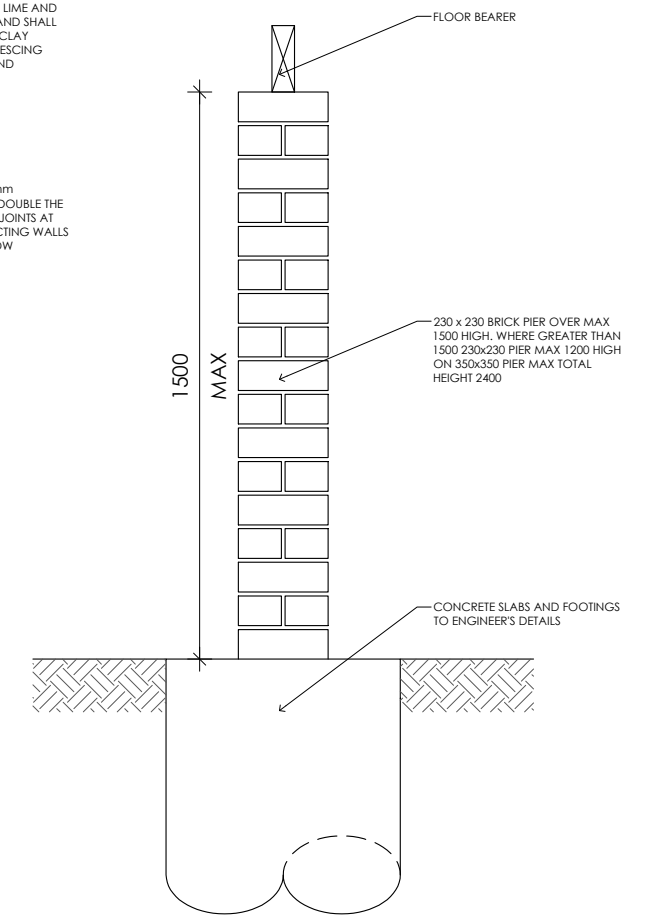 LIME AND
AND SHALL
CLAY
ESCING
ND
mm
DOUBLE THE
JOINTS AT
CTING WALLS
OW
FLOOR BEARER
1500
MAX
230 x 230 BRICK PIER OVER MAX
1500 HIGH. WHERE GREATER THAN
1500 230x230 PIER MAX 1200 HIGH
ON 350x350 PIER MAX TOTAL
HEIGHT 2400
CONCRETE SLABS AND FOOTINGS
TO ENGINEER'S DETAILS